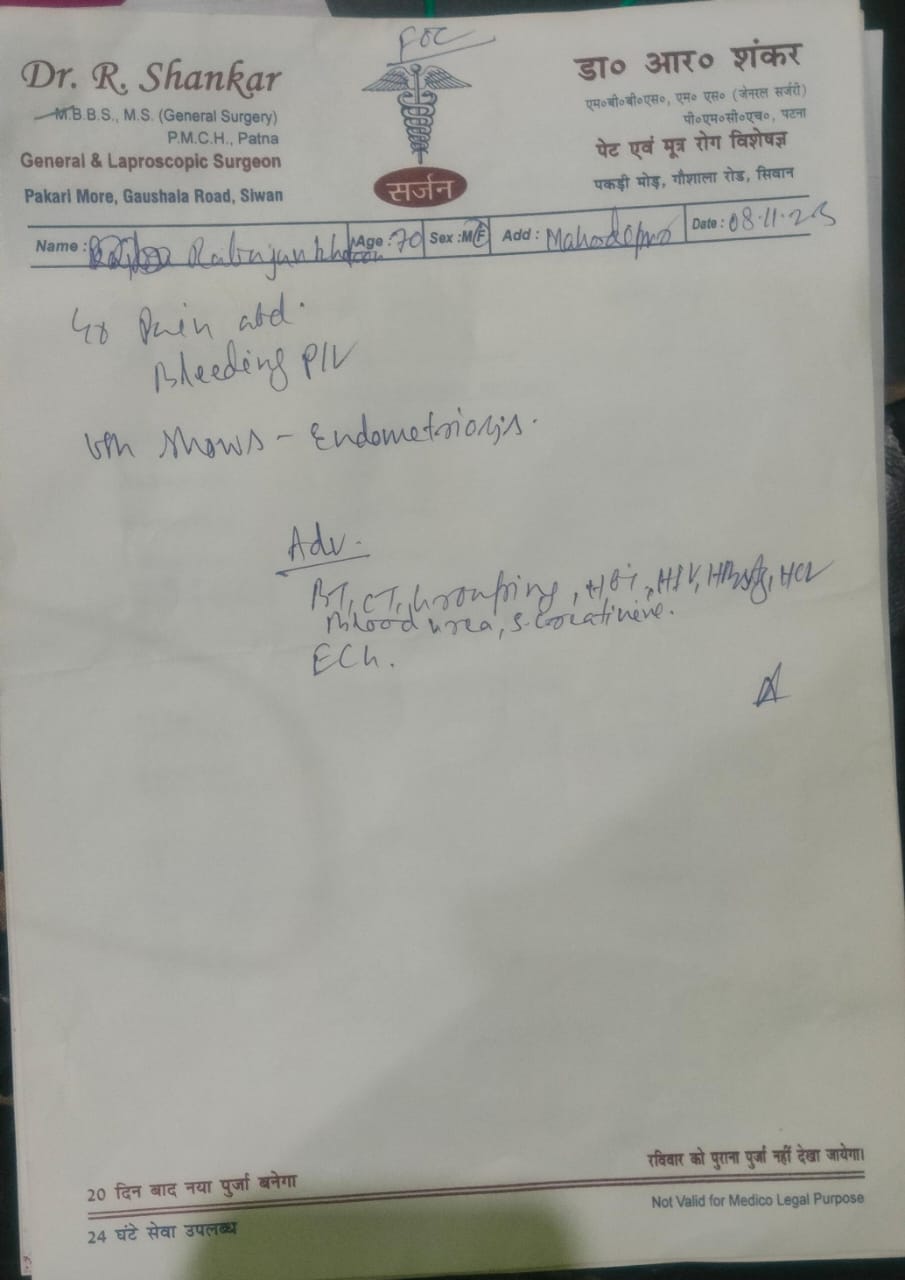 FOC
Dr. R. Shankar
M.B.B.S., M.S. (General Surgery)
P.M.C.H., Patna
General & Laproscopic Surgeon
Pakari More, Gaushala Road, Siwan
सर्जन
डा० आर० शंकर
एम०बी०बी०एस०, एम० एस० (जेनरल सर्जरी)
पी०एम०सी०एच०, पटना
पेट एवं मूत्र रोग विशेषज्ञ
पकड़ी मोड़, गौशाला रोड, सिवान
Name : Age : 70 Sex : M/F Add : Date : 08.11.23
Pain abd.
Bleeding P/V
shows - Endometriosis.
Adv.
BT, CT, Grouping, HIV, HBsAg, HCV
Blood urea, S. Creatinine.
ECG.
20 दिन बाद नया पुर्जा बनेगा
रविवार को पुराना पुर्जा नहीं देखा जायेगा।
24 घंटे सेवा उपलब्ध
Not Valid for Medico Legal Purpose